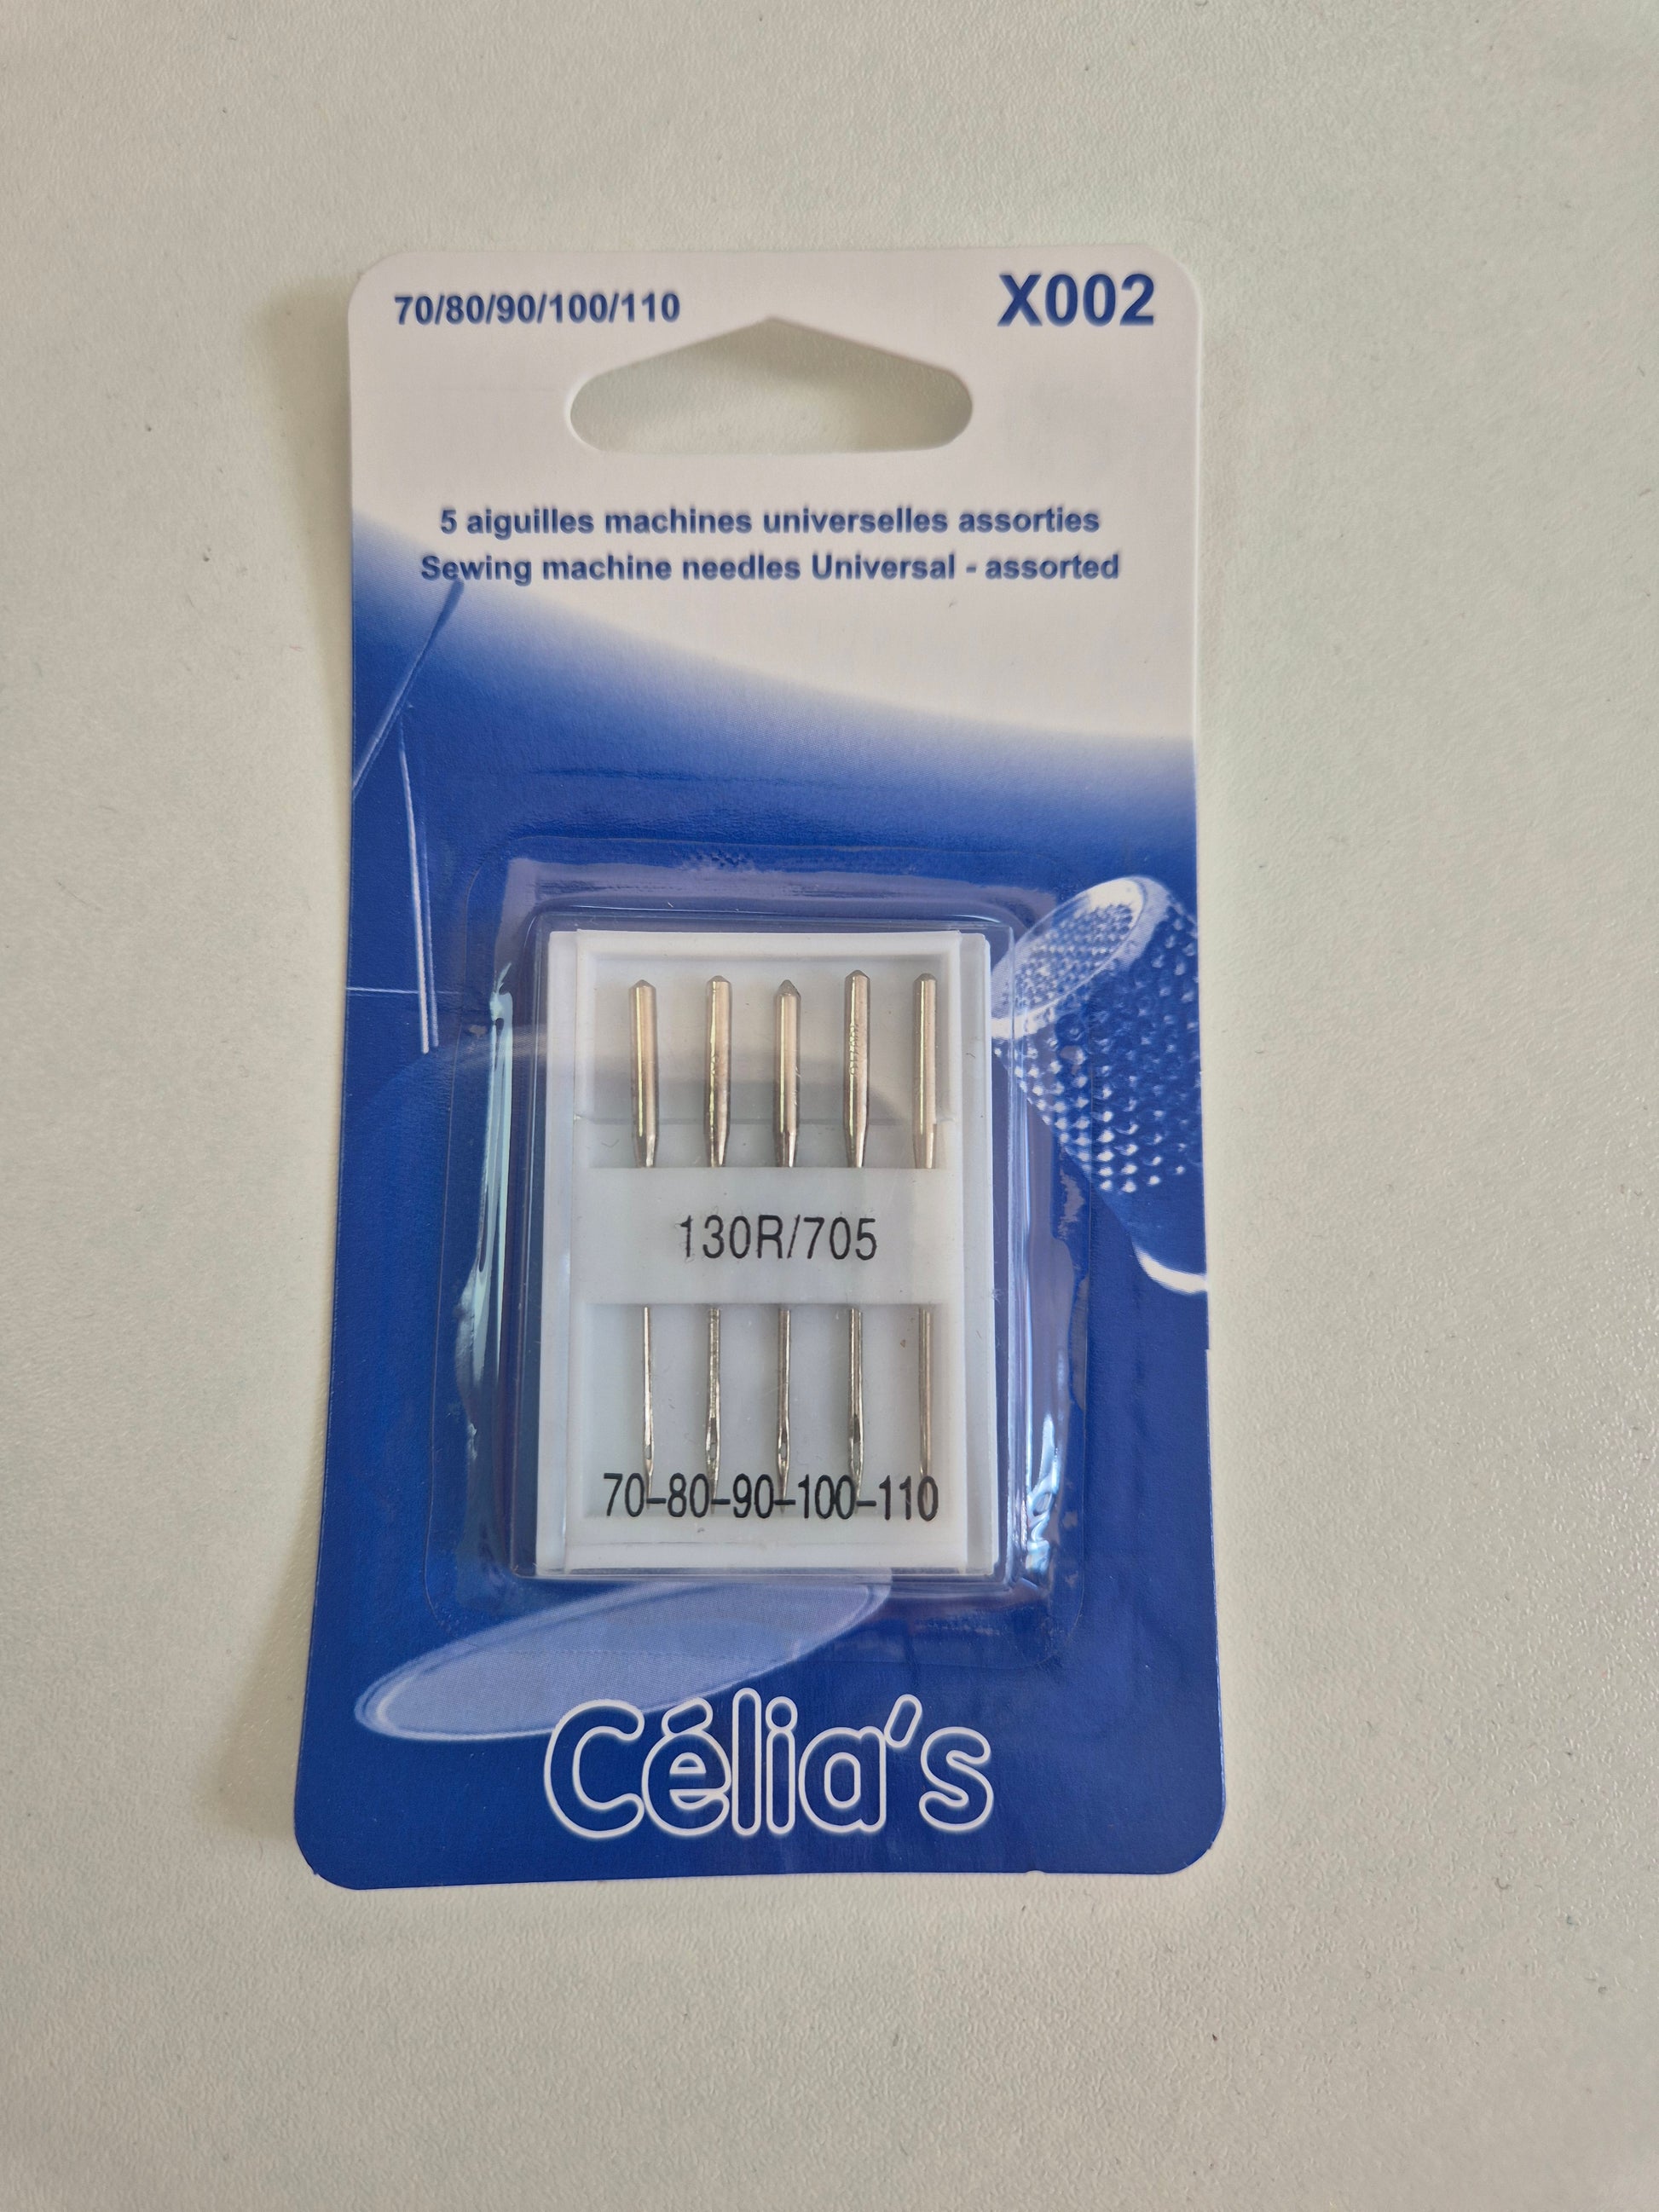 70/80/90/100/110
X002
5 aiguilles machines universelles assorties
Sewing machine needles Universal - assorted
130R/705
70-80-90-100-110
Célia's